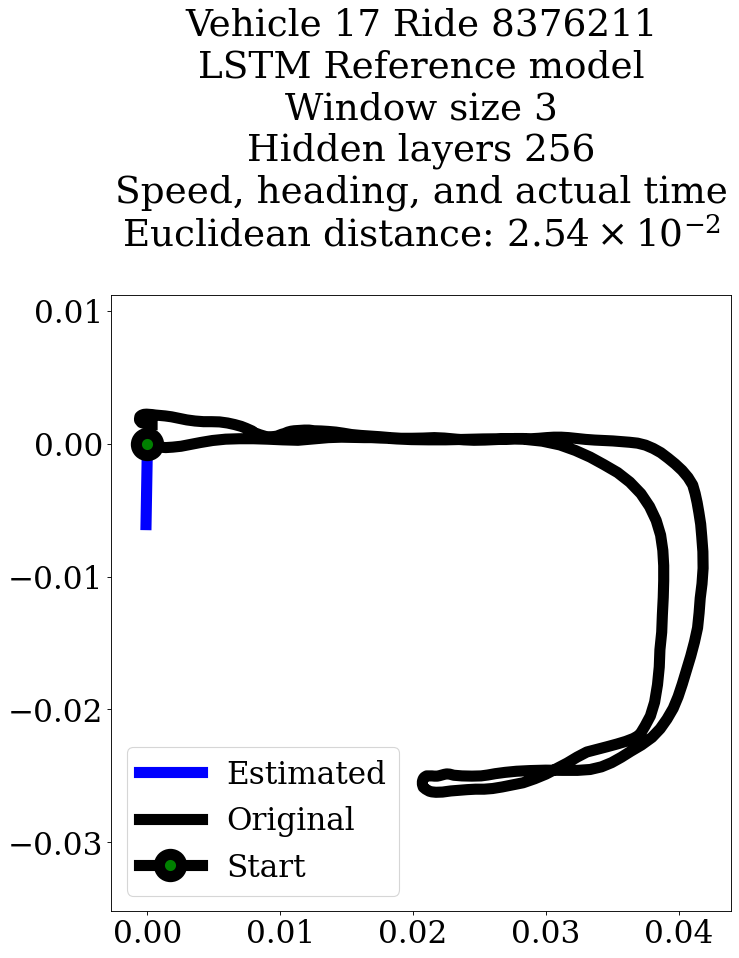 Vehicle 17 Ride 8376211
LSTM Reference model
Window size 3
Hidden layers 256
Speed, heading, and actual time
Euclidean distance: 2.54 × 10⁻²
0.01
0.00
−0.01
−0.02
−0.03
Estimated
Original
Start
0.00 0.01 0.02 0.03 0.04